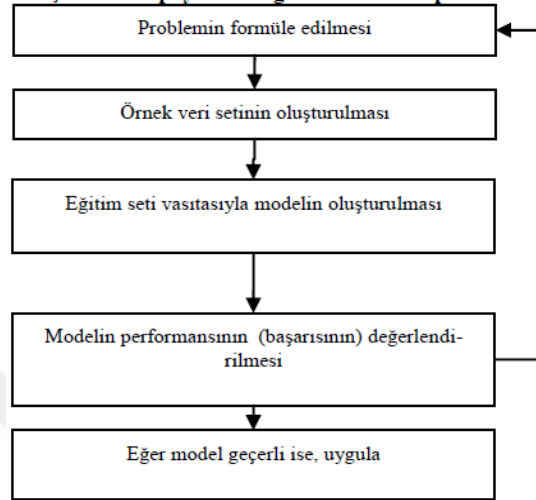 Problemin formüle edilmesi
Örnek veri setinin oluşturulması
Eğitim seti vasıtasıyla modelin oluşturulması
Modelin performansının (başarısının) değerlendi-
rilmesi
Eğer model geçerli ise, uygula